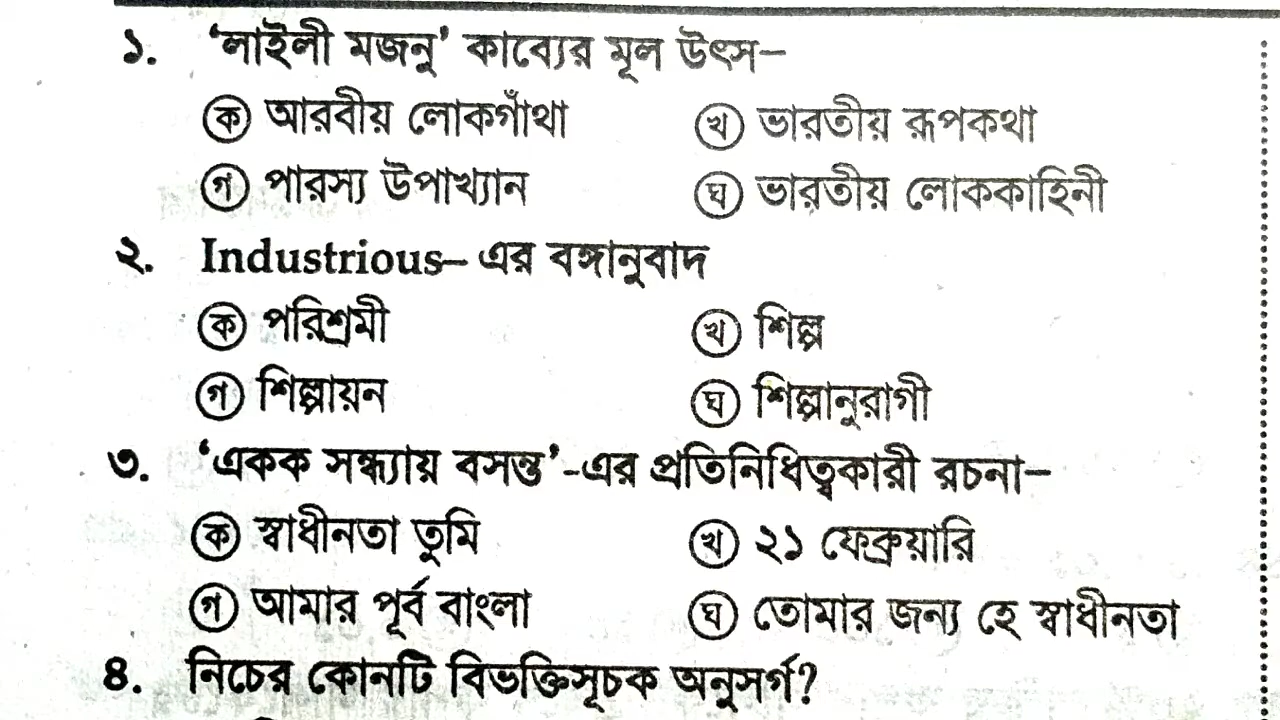 ১. ‘লাইলী মজনু’ কাব্যের মূল উৎস–
ক আরবীয় লোকগাঁথা খ ভারতীয় রূপকথা
গ পারস্য উপাখ্যান ঘ ভারতীয় লোককাহিনী
২. Industrious– এর বঙ্গানুবাদ
ক পরিশ্রমী খ শিল্প
গ শিল্পায়ন ঘ শিল্পানুরাগী
৩. ‘একক সন্ধ্যায় বসন্ত’-এর প্রতিনিধিত্বকারী রচনা–
ক স্বাধীনতা তুমি খ ২১ ফেব্রুয়ারি
গ আমার পূর্ব বাংলা ঘ তোমার জন্য হে স্বাধীনতা
৪. নিচের কোনটি বিভক্তিসূচক অনুসর্গ?